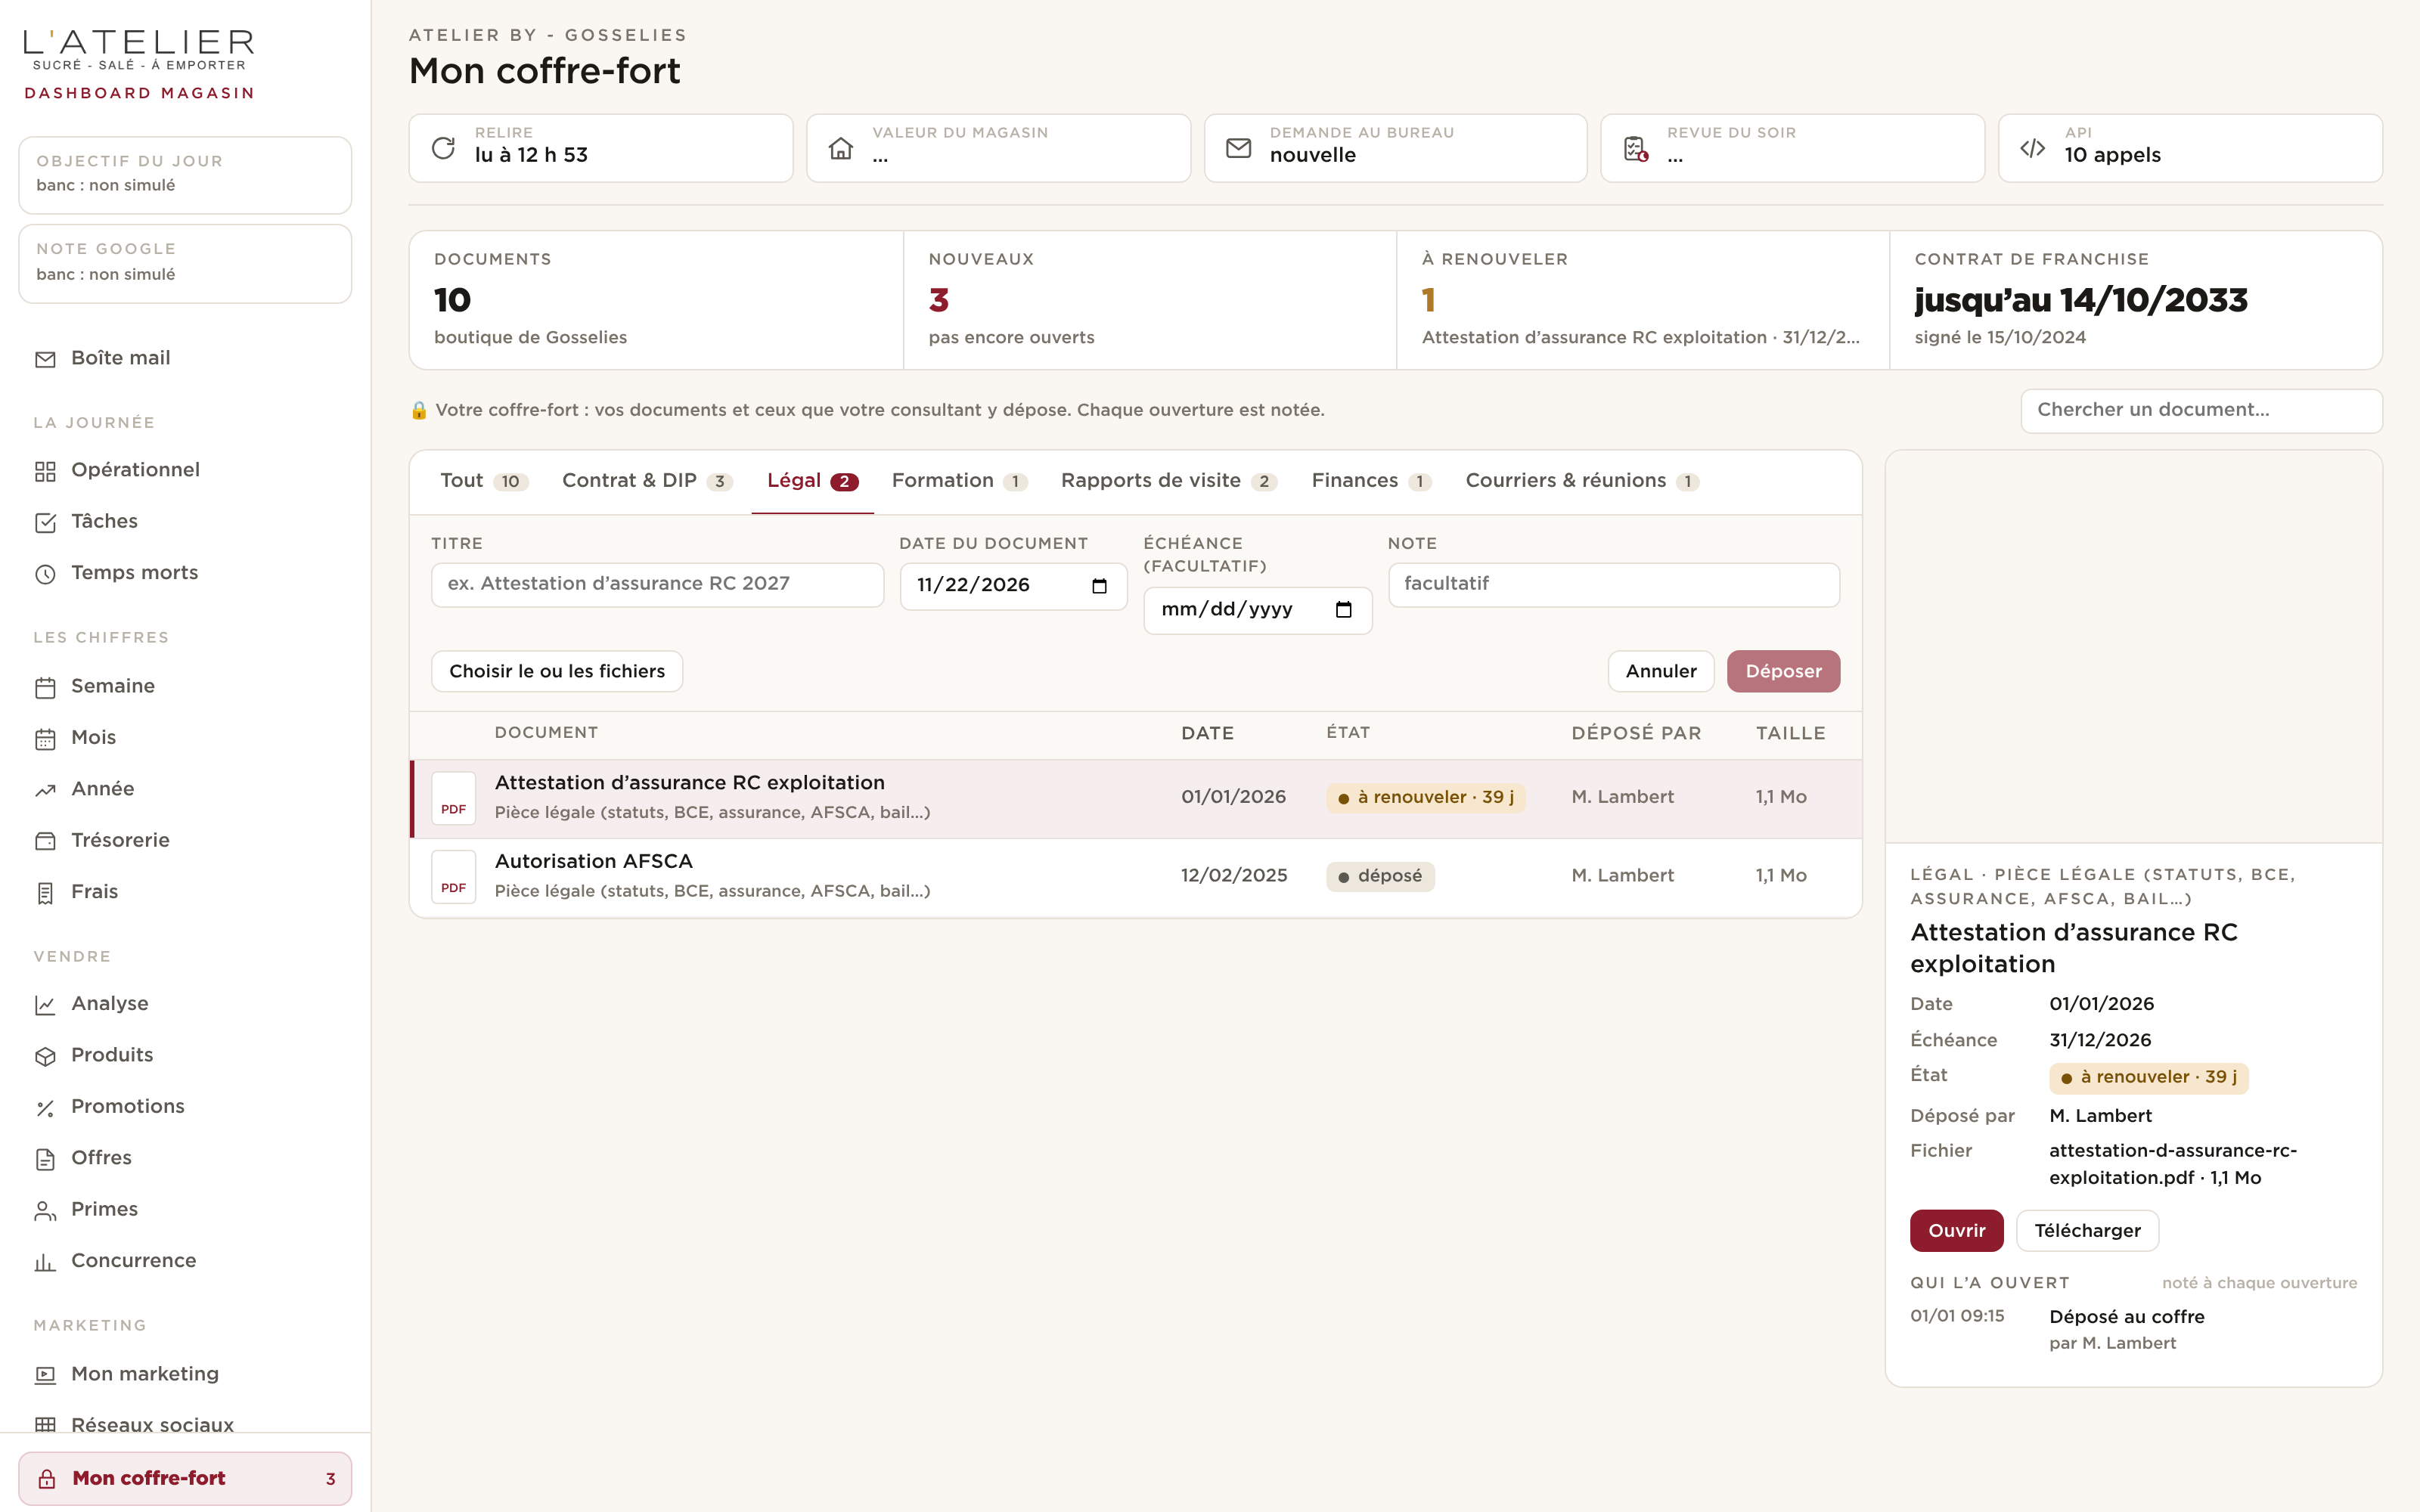 L'ATELIER
SUCRÉ - SALÉ - Á EMPORTER
DASHBOARD MAGASIN
OBJECTIF DU JOUR
banc : non simulé
NOTE GOOGLE
banc : non simulé
Boîte mail
LA JOURNÉE
Opérationnel
Tâches
Temps morts
LES CHIFFRES
Semaine
Mois
Année
Trésorerie
Frais
VENDRE
Analyse
Produits
Promotions
Offres
Primes
Concurrence
MARKETING
Mon marketing
Réseaux sociaux
Mon coffre-fort 3
ATELIER BY - GOSSELIES
Mon coffre-fort
RELIRE
lu à 12 h 53
VALEUR DU MAGASIN
...
DEMANDE AU BUREAU
nouvelle
REVUE DU SOIR
...
API
10 appels
DOCUMENTS
10
boutique de Gosselies
NOUVEAUX
3
pas encore ouverts
À RENOUVELER
1
Attestation d’assurance RC exploitation · 31/12/2...
CONTRAT DE FRANCHISE
jusqu’au 14/10/2033
signé le 15/10/2024
🔒 Votre coffre-fort : vos documents et ceux que votre consultant y dépose. Chaque ouverture est notée.
Chercher un document...
Tout 10 Contrat & DIP 3 Légal 2 Formation 1 Rapports de visite 2 Finances 1 Courriers & réunions 1
TITRE
ex. Attestation d’assurance RC 2027
DATE DU DOCUMENT
11/22/2026
ÉCHÉANCE
(FACULTATIF)
mm/dd/yyyy
NOTE
facultatif
Choisir le ou les fichiers
Annuler
Déposer
DOCUMENT DATE ÉTAT DÉPOSÉ PAR TAILLE
PDF
Attestation d’assurance RC exploitation
Pièce légale (statuts, BCE, assurance, AFSCA, bail...)
01/01/2026
à renouveler · 39 j
M. Lambert
1,1 Mo
PDF
Autorisation AFSCA
Pièce légale (statuts, BCE, assurance, AFSCA, bail...)
12/02/2025
déposé
M. Lambert
1,1 Mo
LÉGAL · PIÈCE LÉGALE (STATUTS, BCE,
ASSURANCE, AFSCA, BAIL...)
Attestation d’assurance RC
exploitation
Date 01/01/2026
Échéance 31/12/2026
État à renouveler · 39 j
Déposé par M. Lambert
Fichier attestation-d-assurance-rc-
exploitation.pdf · 1,1 Mo
Ouvrir
Télécharger
QUI L’A OUVERT noté à chaque ouverture
01/01 09:15 Déposé au coffre
par M. Lambert